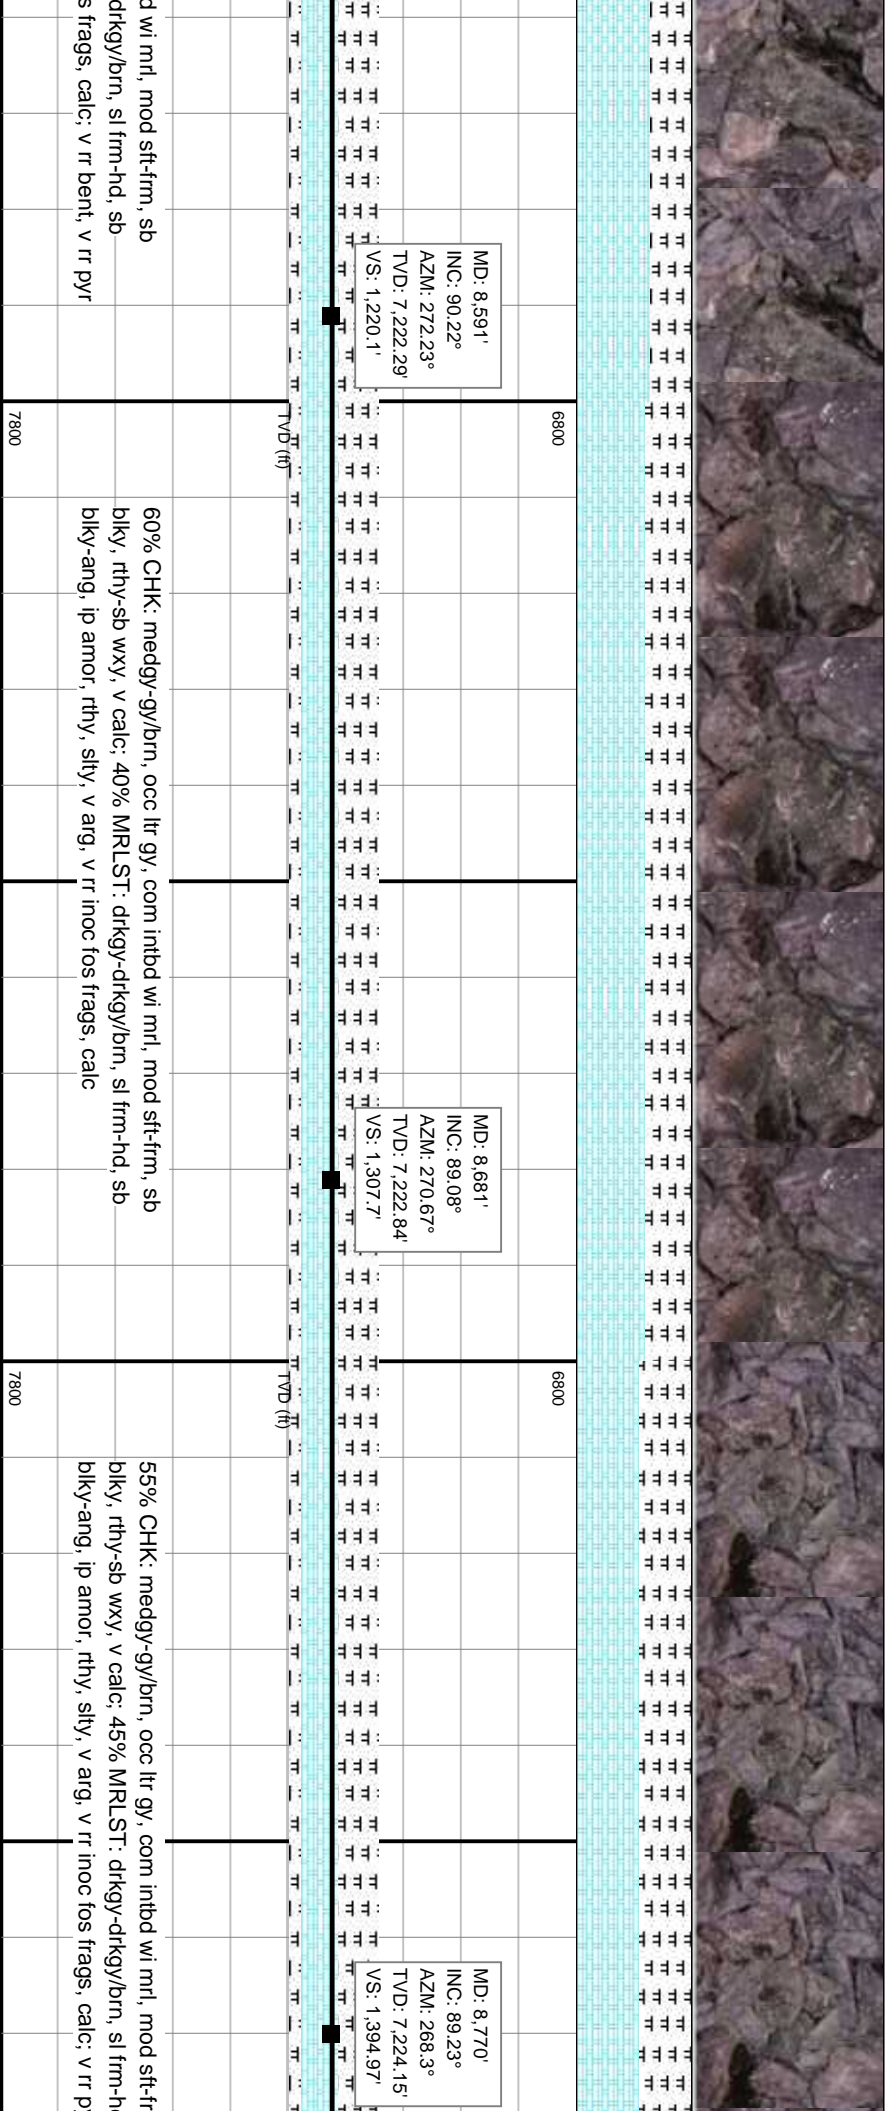 d wi mrl, mod sft-frm, sb
drkgy/brn, sl frm-hd, sb
s frags, calc; v rr bent, v rr pyr
MD: 8,591'
INC: 90.22°
AZM: 272.23°
TVD: 7,222.29'
VS: 1,220.1'
6800
TVD (ft)
7800
60% CHK: medgy-gy/brn, occ ltr gy, com intbd wi mrl, mod sft-frm, sb
blky, rthy-sb wxy, v calc; 40% MRLST: drkgy-drkgy/brn, sl frm-hd, sb
blky-ang, ip amor, rthy, slty, v arg, v rr inoc fos frags, calc
MD: 8,681'
INC: 89.08°
AZM: 270.67°
TVD: 7,222.84'
VS: 1,307.7'
6800
TVD (ft)
7800
55% CHK: medgy-gy/brn, occ ltr gy, com intbd wi mrl, mod sft-fr
blky, rthy-sb wxy, v calc; 45% MRLST: drkgy-drkgy/brn, sl frm-h
blky-ang, ip amor, rthy, slty, v arg, v rr inoc fos frags, calc; v rr p
MD: 8,770'
INC: 89.23°
AZM: 268.3°
TVD: 7,224.15'
VS: 1,394.97'